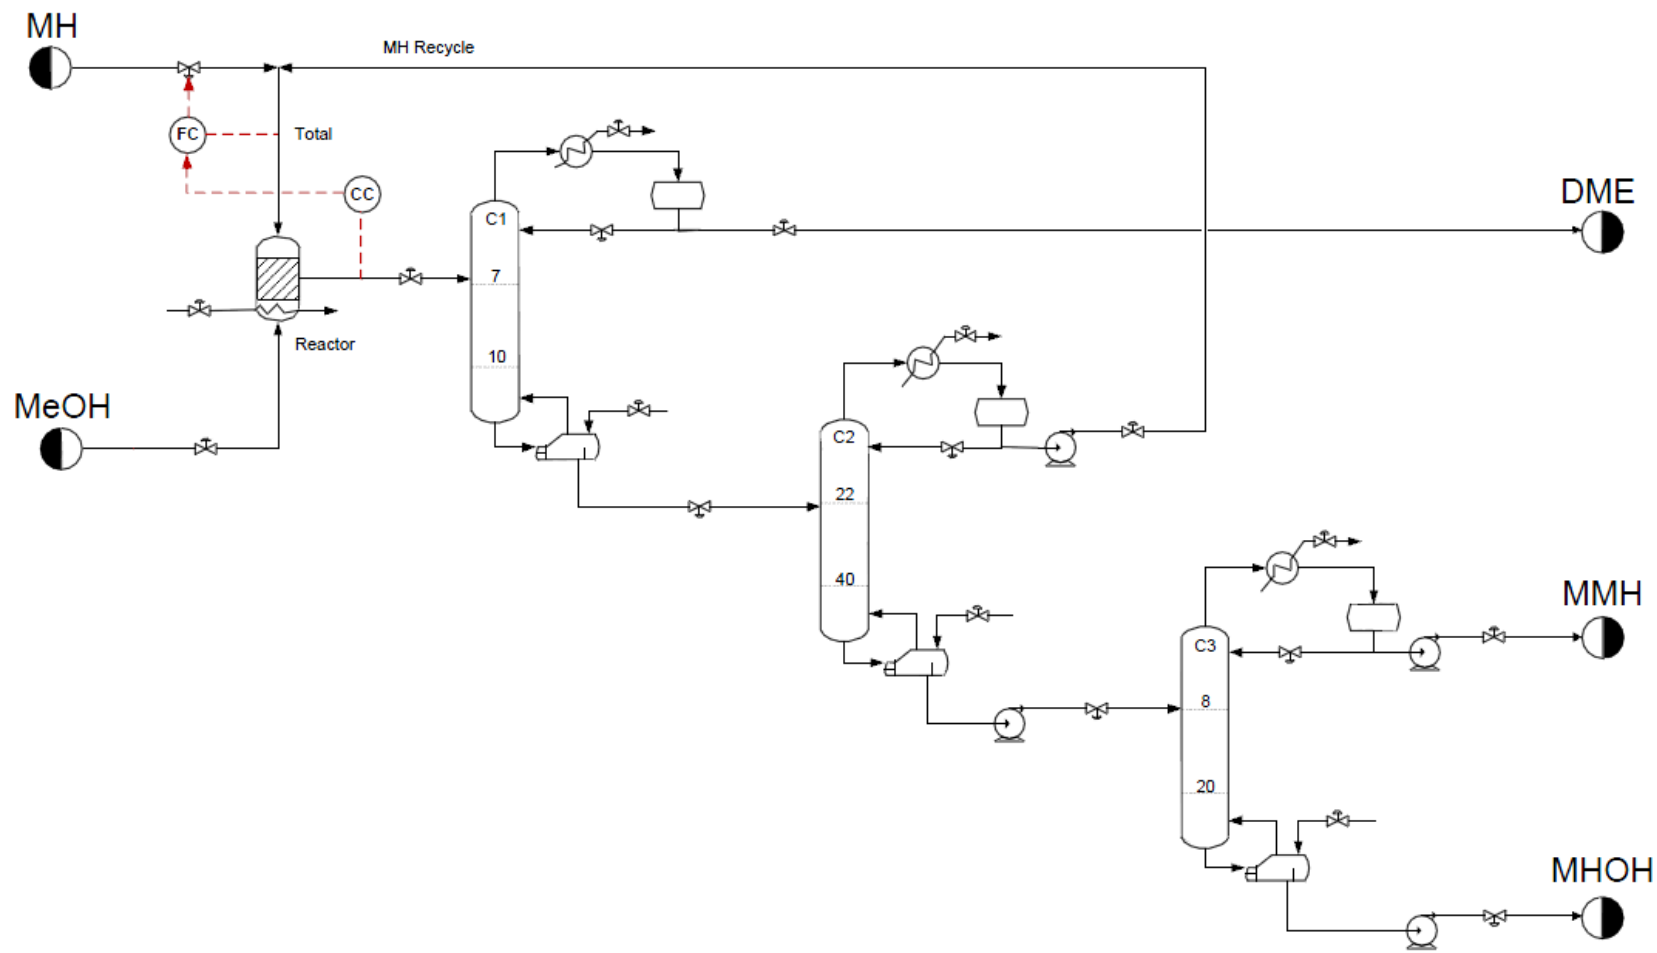 MH
MH Recycle
FC
Total
CC
DME
C1
7
Reactor
10
MeOH
C2
22
40
MMH
C3
8
20
MHOH